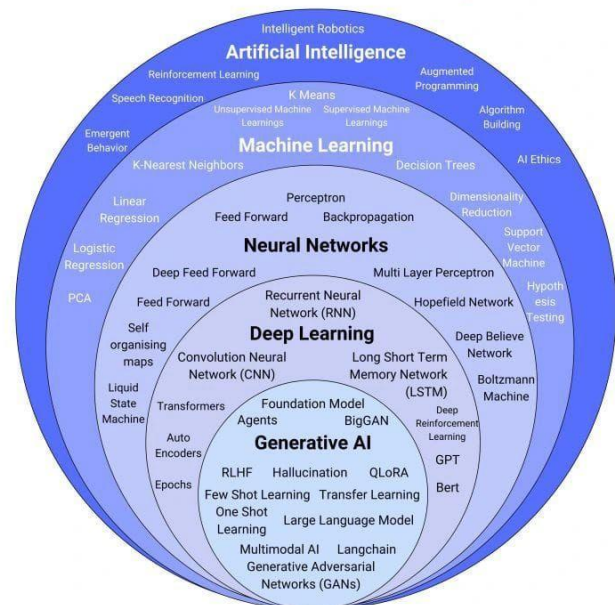 Intelligent Robotics
Artificial Intelligence
Reinforcement Learning
Augmented
Programming
Speech Recognition
Algorithm
Building
Emergent
Behavior
AI Ethics
K Means
Unsupervised Machine
Learnings
Supervised Machine
Learnings
Machine Learning
K-Nearest Neighbors
Decision Trees
Linear
Regression
Dimensionality
Reduction
Logistic
Regression
Support
Vector
Machine
PCA
Hypoth
esis
Testing
Perceptron
Feed Forward
Backpropagation
Neural Networks
Deep Feed Forward
Multi Layer Perceptron
Feed Forward
Hopefield Network
Self
organising
maps
Deep Believe
Network
Liquid
State
Machine
Boltzmann
Machine
Recurrent Neural
Network (RNN)
Deep Learning
Convolution Neural
Network (CNN)
Long Short Term
Memory Network
(LSTM)
Transformers
Deep
Reinforcement
Learning
Auto
Encoders
GPT
Epochs
Bert
Foundation Model
Agents
BigGAN
Generative AI
RLHF
Hallucination
QLoRA
Few Shot Learning
Transfer Learning
One Shot
Learning
Large Language Model
Multimodal AI
Langchain
Generative Adversarial
Networks (GANs)